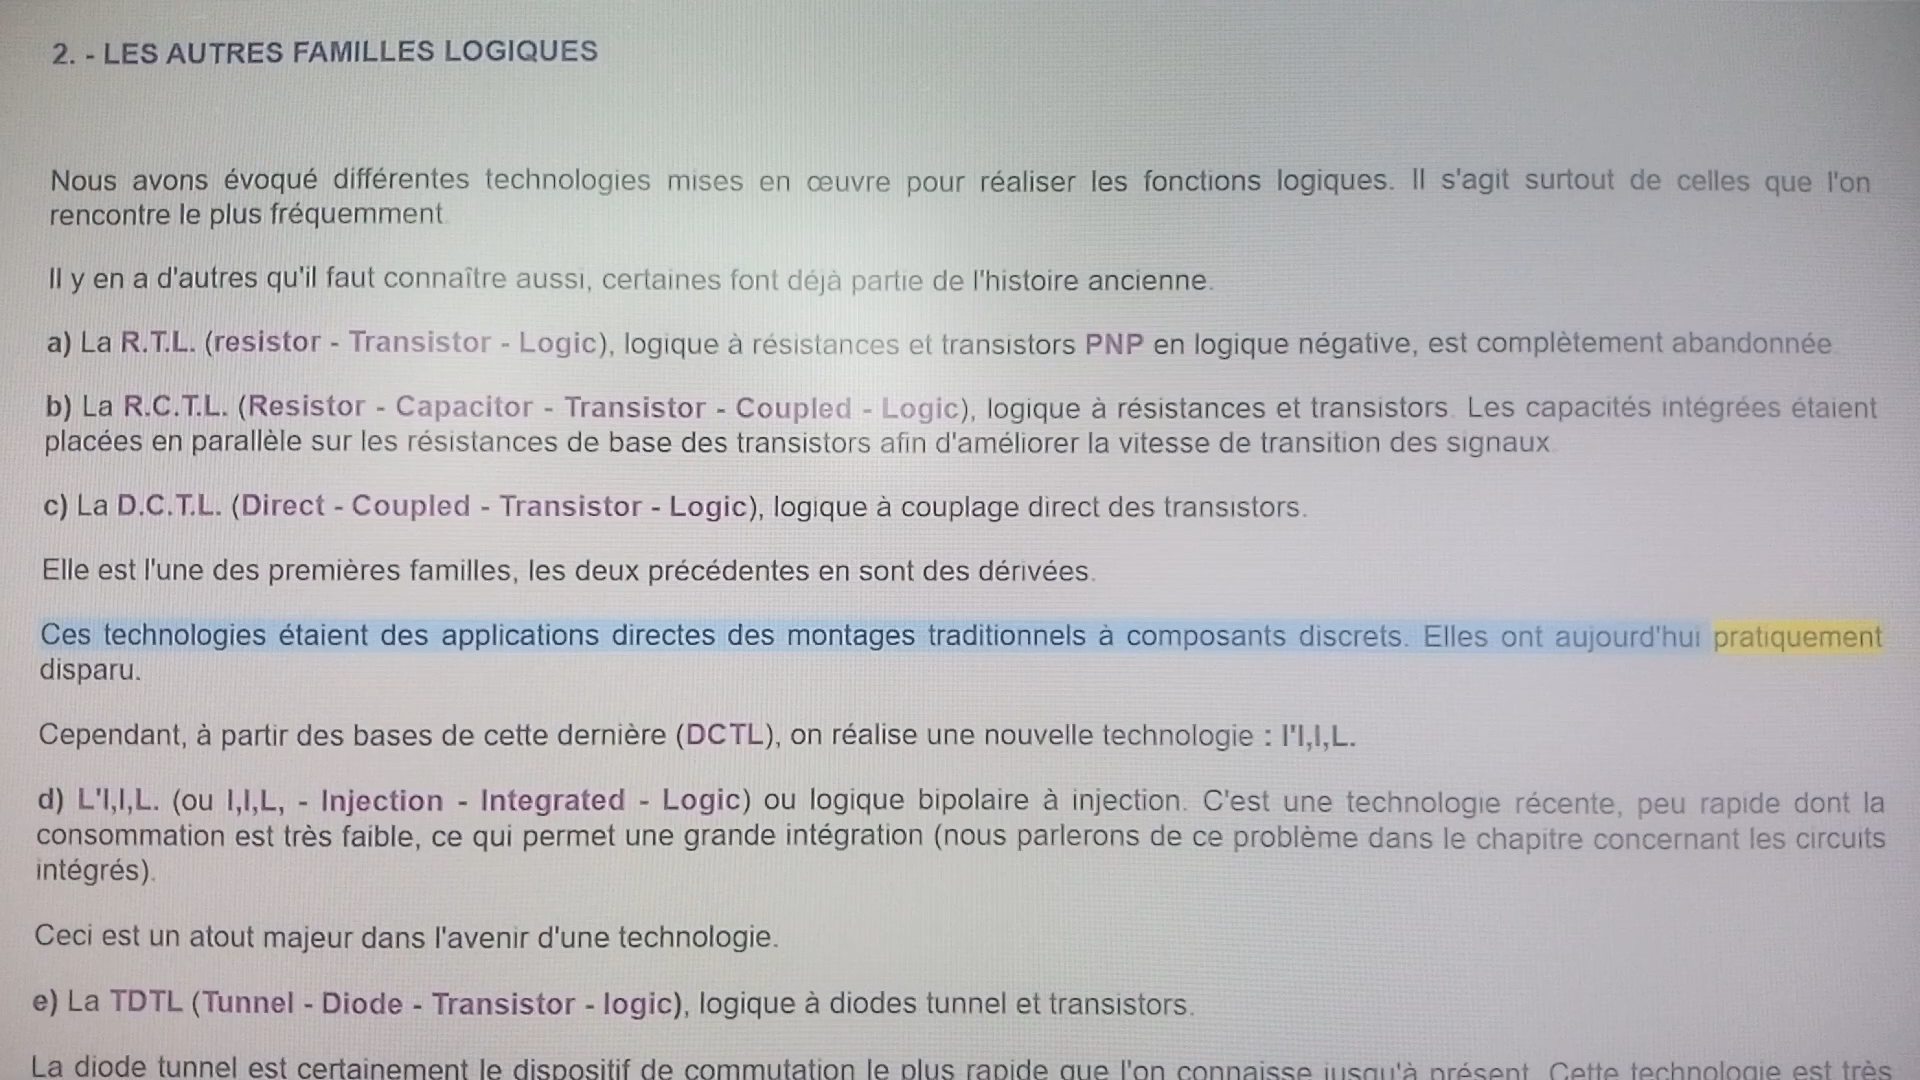 2. - LES AUTRES FAMILLES LOGIQUES
Nous avons évoqué différentes technologies mises en œuvre pour réaliser les fonctions logiques. Il s'agit surtout de celles que l'on
rencontre le plus fréquemment.
Il y en a d'autres qu'il faut connaître aussi, certaines font déjà partie de l'histoire ancienne.
a) La R.T.L. (resistor - Transistor - Logic), logique à résistances et transistors PNP en logique négative, est complètement abandonnée.
b) La R.C.T.L. (Resistor - Capacitor - Transistor - Coupled - Logic), logique à résistances et transistors. Les capacités intégrées étaient
placées en parallèle sur les résistances de base des transistors afin d'améliorer la vitesse de transition des signaux.
c) La D.C.T.L. (Direct - Coupled - Transistor - Logic), logique à couplage direct des transistors.
Elle est l'une des premières familles, les deux précédentes en sont des dérivées.
Ces technologies étaient des applications directes des montages traditionnels à composants discrets. Elles ont aujourd'hui pratiquement
disparu.
Cependant, à partir des bases de cette dernière (DCTL), on réalise une nouvelle technologie : l'I,I,L.
d) L'I,I,L. (ou I,I,L, - Injection - Integrated - Logic) ou logique bipolaire à injection. C'est une technologie récente, peu rapide dont la
consommation est très faible, ce qui permet une grande intégration (nous parlerons de ce problème dans le chapitre concernant les circuits
intégrés).
Ceci est un atout majeur dans l'avenir d'une technologie.
e) La TDTL (Tunnel - Diode - Transistor - logic), logique à diodes tunnel et transistors.
La diode tunnel est certainement le dispositif de commutation le plus rapide que l'on connaisse jusqu'à présent. Cette technologie est très